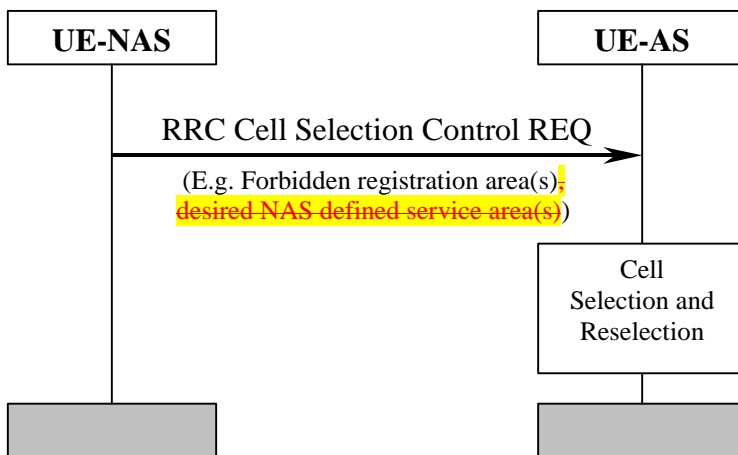 UE-NAS
UE-AS
RRC Cell Selection Control REQ
(E.g. Forbidden registration area(s),
desired NAS defined service area(s))
Cell
Selection and
Reselection